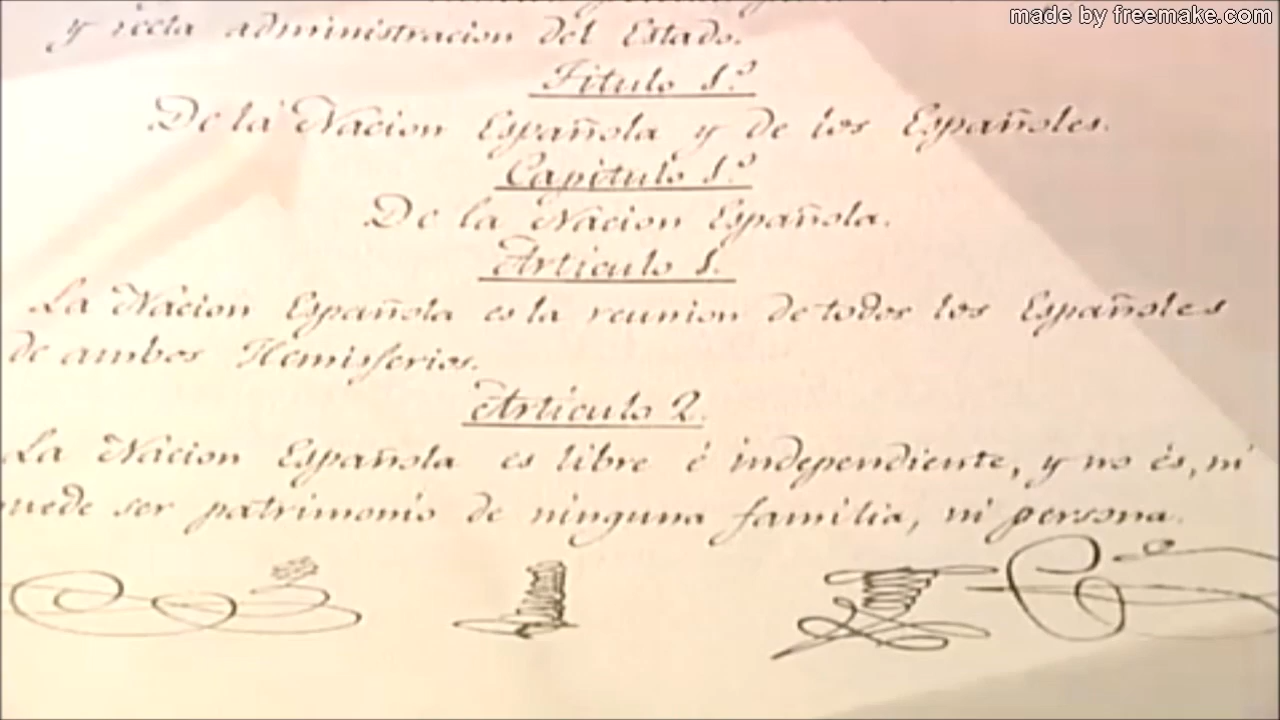 made by freemake.com
y recta administracion del Estado.
Titulo 1.º
De la Nacion Española y de los Españoles.
Capitulo 1.º
De la Nacion Española.
Articulo 1.
La Nacion Española es la reunion de todos los Españoles
de ambos Hemisferios.
Articulo 2.
La Nacion Española es libre é independiente, y no és, ni
puede ser patrimonio de ninguna familia, ni persona.